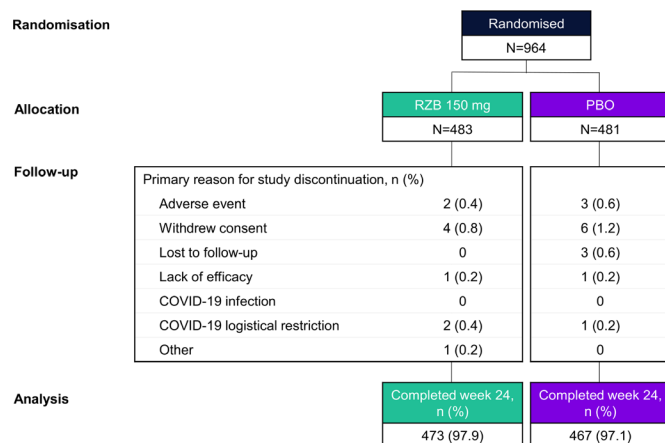 Randomisation
Randomised
N=964
Allocation
RZB 150 mg PBO
N=483 N=481
Follow-up
Primary reason for study discontinuation, n (%)
Adverse event 2 (0.4) 3 (0.6)
Withdrew consent 4 (0.8) 6 (1.2)
Lost to follow-up 0 3 (0.6)
Lack of efficacy 1 (0.2) 1 (0.2)
COVID-19 infection 0 0
COVID-19 logistical restriction 2 (0.4) 1 (0.2)
Other 1 (0.2) 0
Analysis
Completed week 24, Completed week 24,
n (%) n (%)
473 (97.9) 467 (97.1)